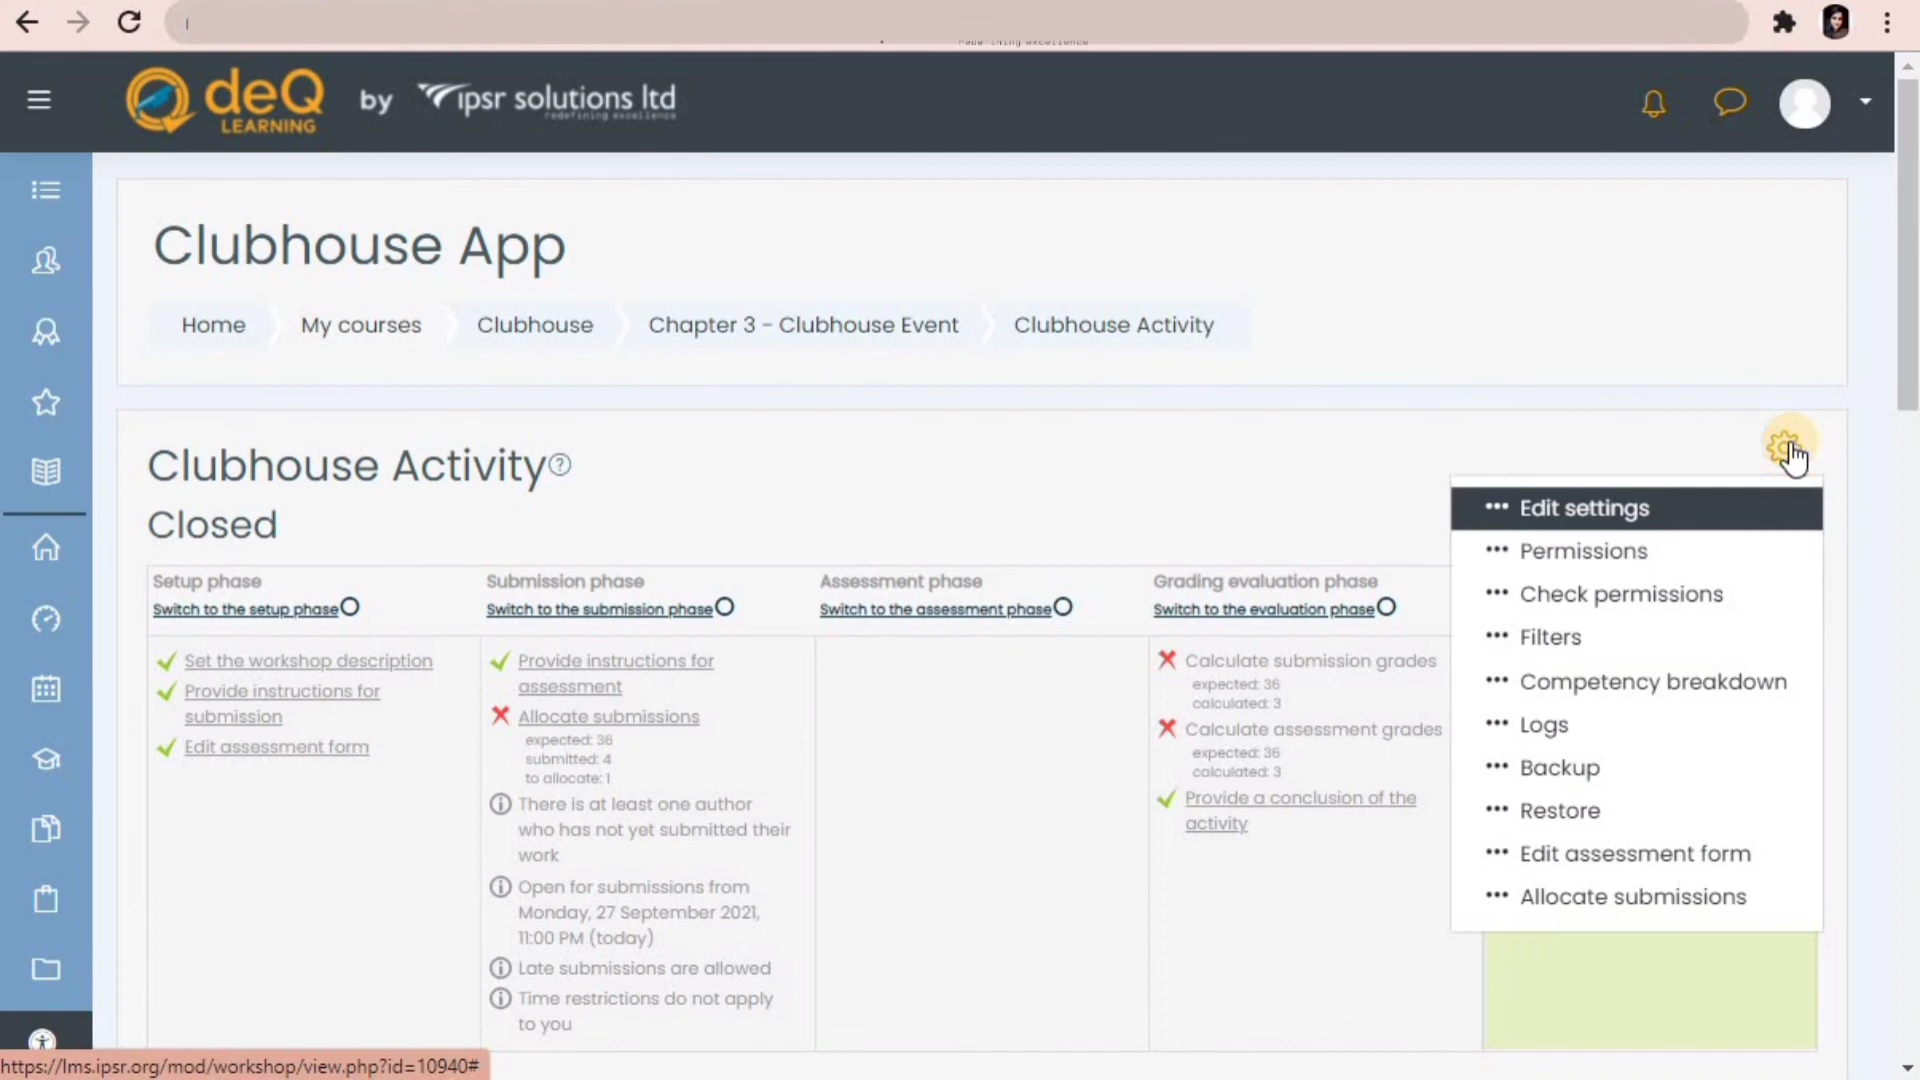 redefining excellence
deQ
LEARNING
by
ipsr solutions ltd
redefining excellence
Clubhouse App
Home
My courses
Clubhouse
Chapter 3 - Clubhouse Event
Clubhouse Activity
Clubhouse Activity
Closed
Setup phase
Switch to the setup phase
Set the workshop description
Provide instructions for
submission
Edit assessment form
Submission phase
Switch to the submission phase
Provide instructions for
assessment
Allocate submissions
expected: 36
submitted: 4
to allocate: 1
There is at least one author
who has not yet submitted their
work
Open for submissions from
Monday, 27 September 2021,
11:00 PM (today)
Late submissions are allowed
Time restrictions do not apply
to you
Assessment phase
Switch to the assessment phase
Grading evaluation phase
Switch to the evaluation phase
Calculate submission grades
expected: 36
calculated: 3
Calculate assessment grades
expected: 36
calculated: 3
Provide a conclusion of the
activity
Edit settings
Permissions
Check permissions
Filters
Competency breakdown
Logs
Backup
Restore
Edit assessment form
Allocate submissions
https://lms.ipsr.org/mod/workshop/view.php?id=10940#